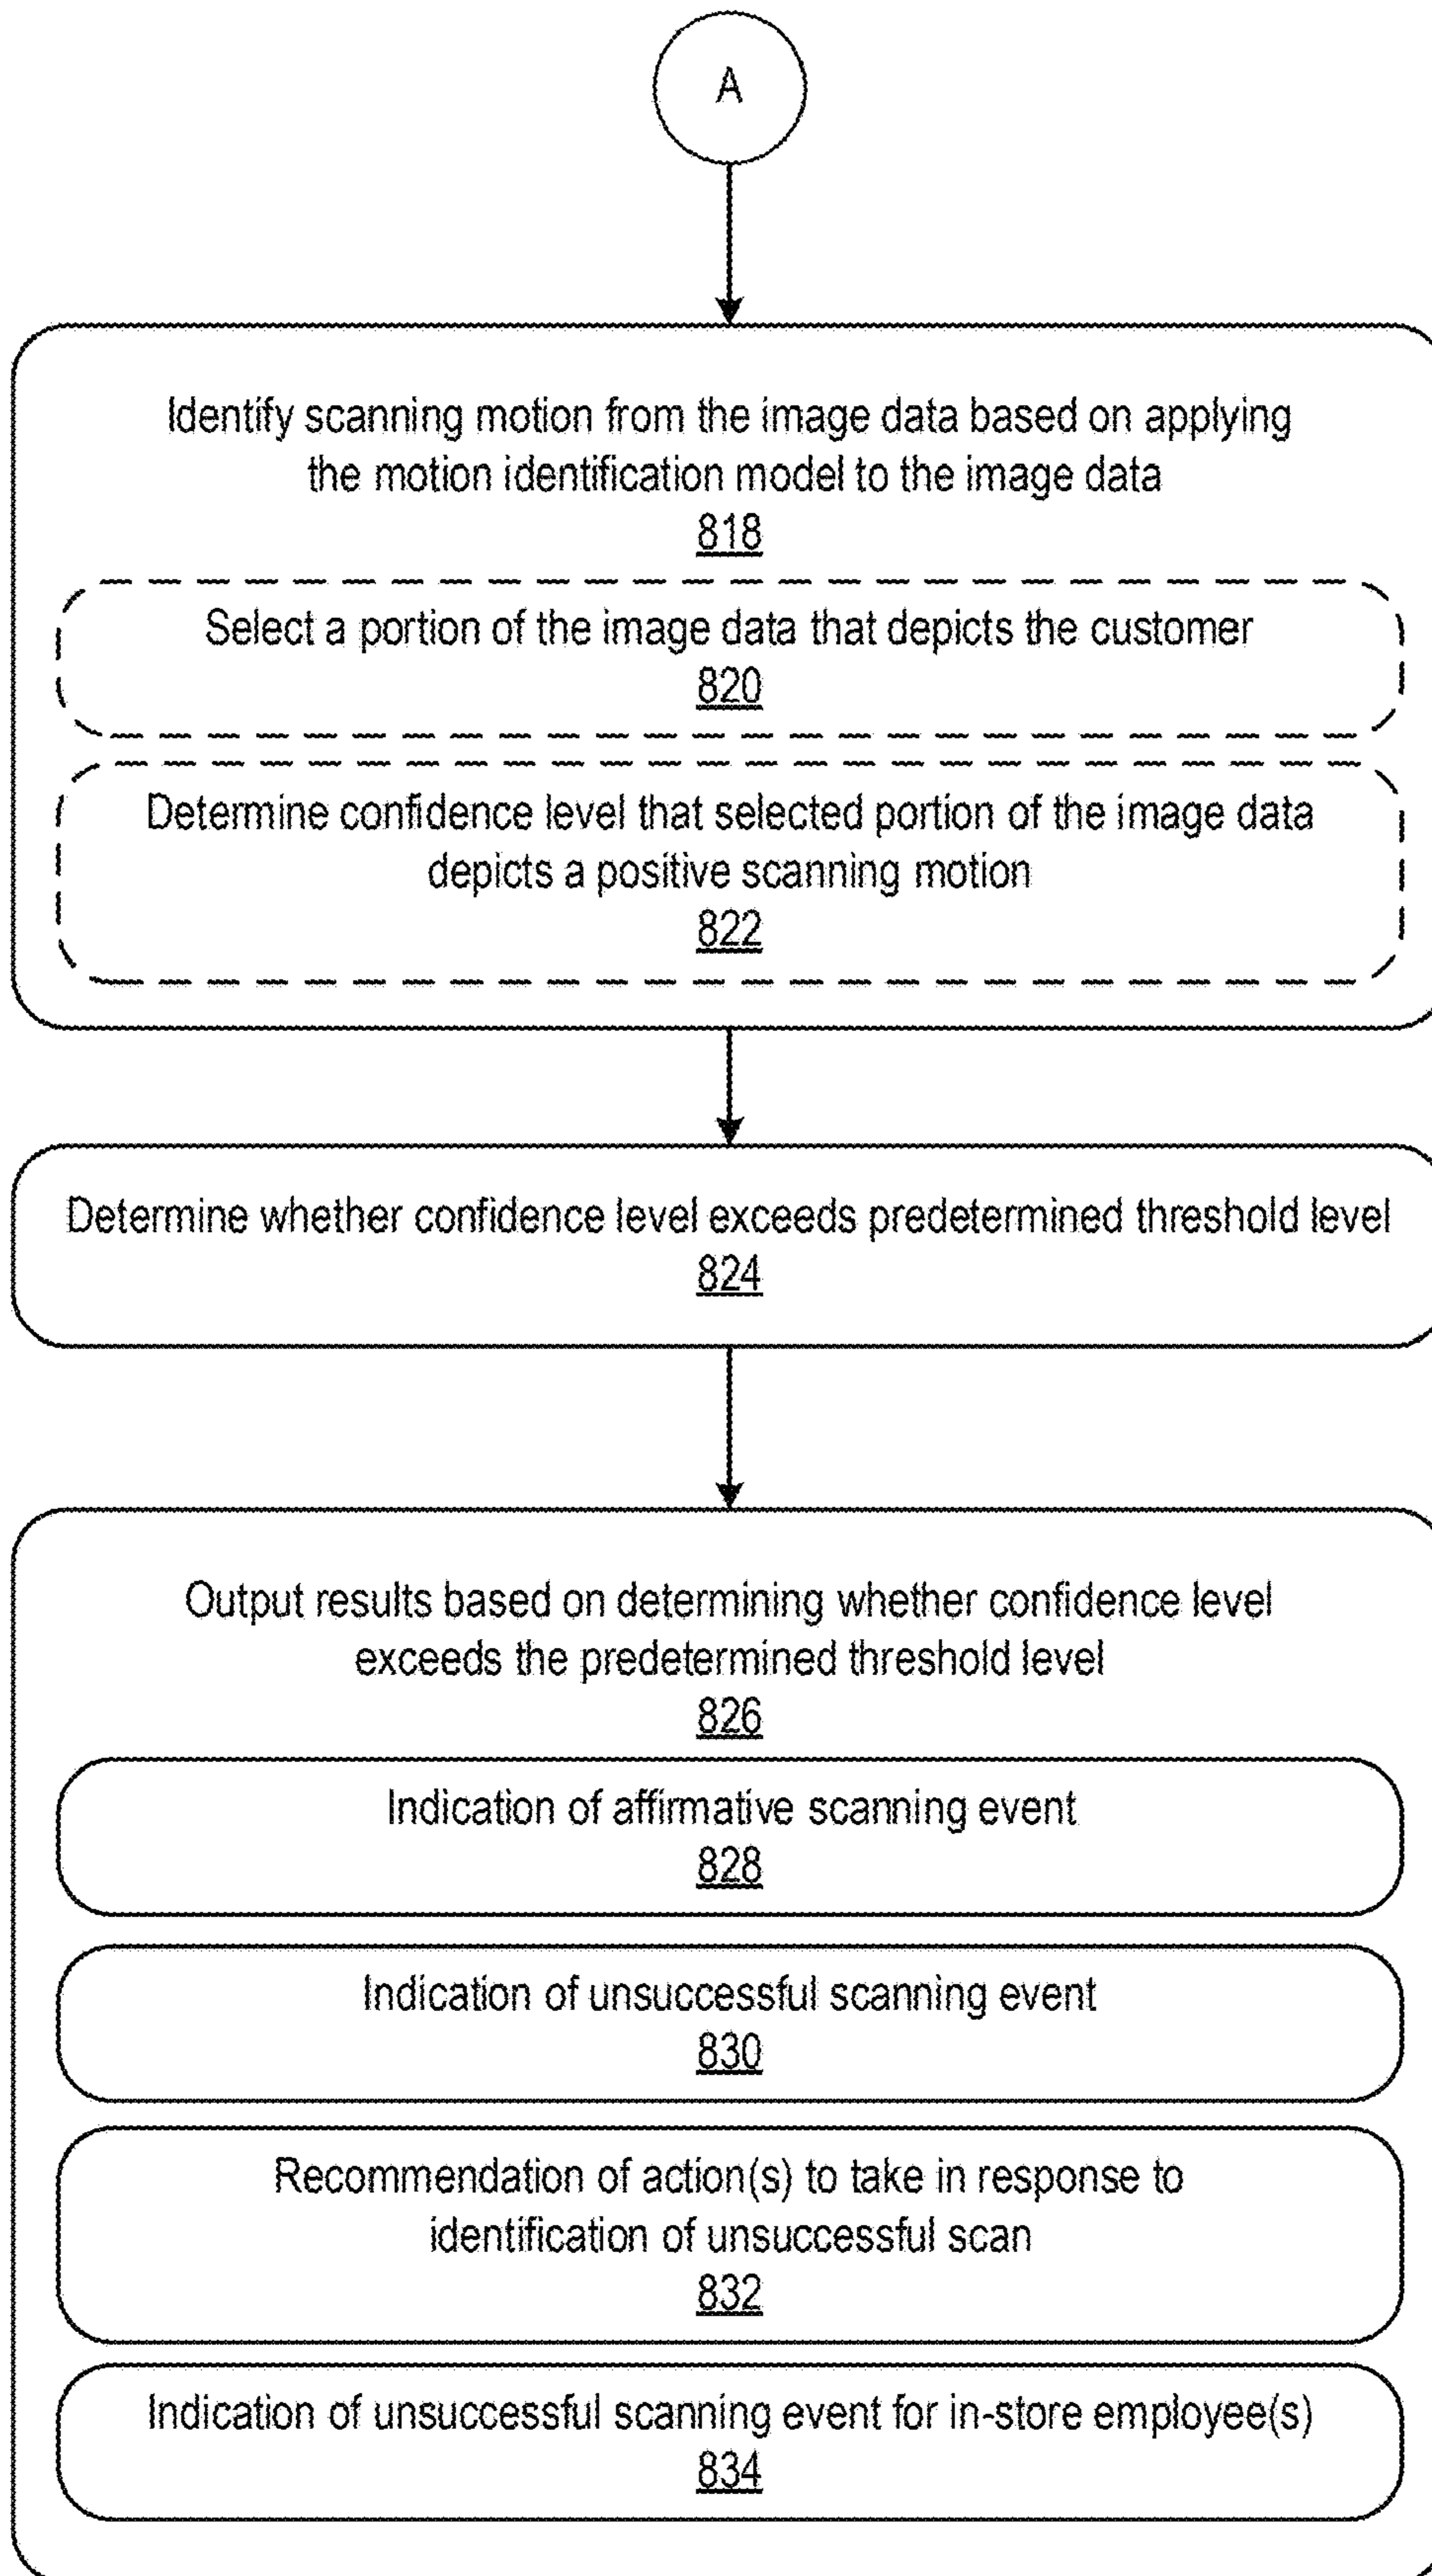 A
Identify scanning motion from the image data based on applying
the motion identification model to the image data
818
Select a portion of the image data that depicts the customer
820
Determine confidence level that selected portion of the image data
depicts a positive scanning motion
822
Determine whether confidence level exceeds predetermined threshold level
824
Output results based on determining whether confidence level
exceeds the predetermined threshold level
826
Indication of affirmative scanning event
828
Indication of unsuccessful scanning event
830
Recommendation of action(s) to take in response to
identification of unsuccessful scan
832
Indication of unsuccessful scanning event for in-store employee(s)
834